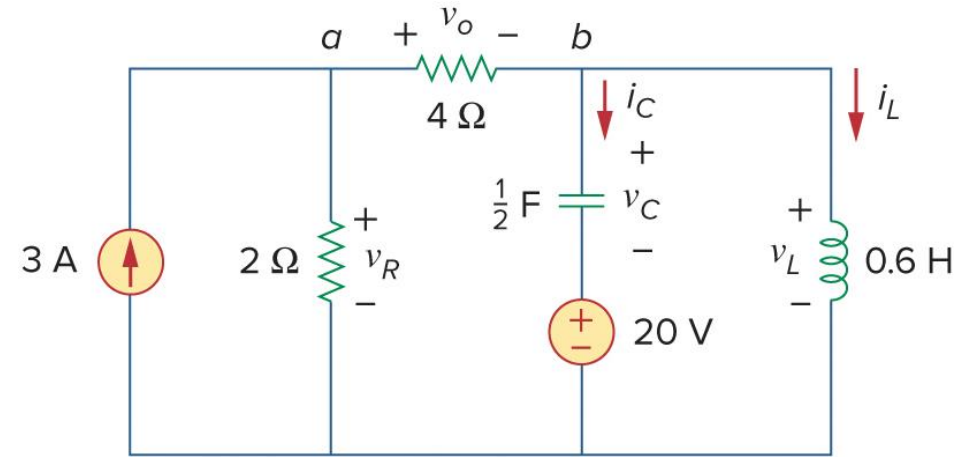 a + v_o − b
4 Ω
i_C
i_L
3 A
2 Ω
+
v_R
−
1/2 F
+
v_C
−
+
−
20 V
+
v_L
−
0.6 H